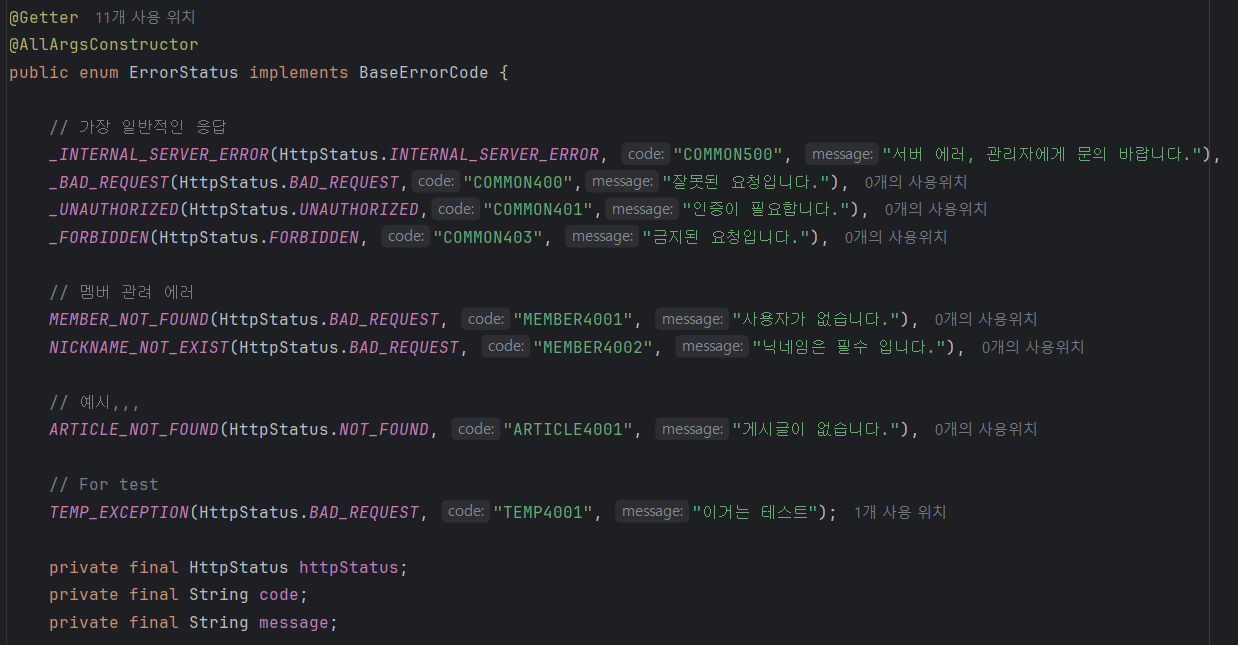 @Getter 11개 사용 위치
@AllArgsConstructor
public enum ErrorStatus implements BaseErrorCode {
// 가장 일반적인 응답
_INTERNAL_SERVER_ERROR(HttpStatus.INTERNAL_SERVER_ERROR, code: "COMMON500", message: "서버 에러, 관리자에게 문의 바랍니다."),
_BAD_REQUEST(HttpStatus.BAD_REQUEST, code: "COMMON400", message: "잘못된 요청입니다."), 0개의 사용위치
_UNAUTHORIZED(HttpStatus.UNAUTHORIZED, code: "COMMON401", message: "인증이 필요합니다."), 0개의 사용위치
_FORBIDDEN(HttpStatus.FORBIDDEN, code: "COMMON403", message: "금지된 요청입니다."), 0개의 사용위치
// 멤버 관려 에러
MEMBER_NOT_FOUND(HttpStatus.BAD_REQUEST, code: "MEMBER4001", message: "사용자가 없습니다."), 0개의 사용위치
NICKNAME_NOT_EXIST(HttpStatus.BAD_REQUEST, code: "MEMBER4002", message: "닉네임은 필수 입니다."), 0개의 사용위치
// 예시,,,
ARTICLE_NOT_FOUND(HttpStatus.NOT_FOUND, code: "ARTICLE4001", message: "게시글이 없습니다."), 0개의 사용위치
// For test
TEMP_EXCEPTION(HttpStatus.BAD_REQUEST, code: "TEMP4001", message: "이거는 테스트"); 1개 사용 위치
private final HttpStatus httpStatus;
private final String code;
private final String message;